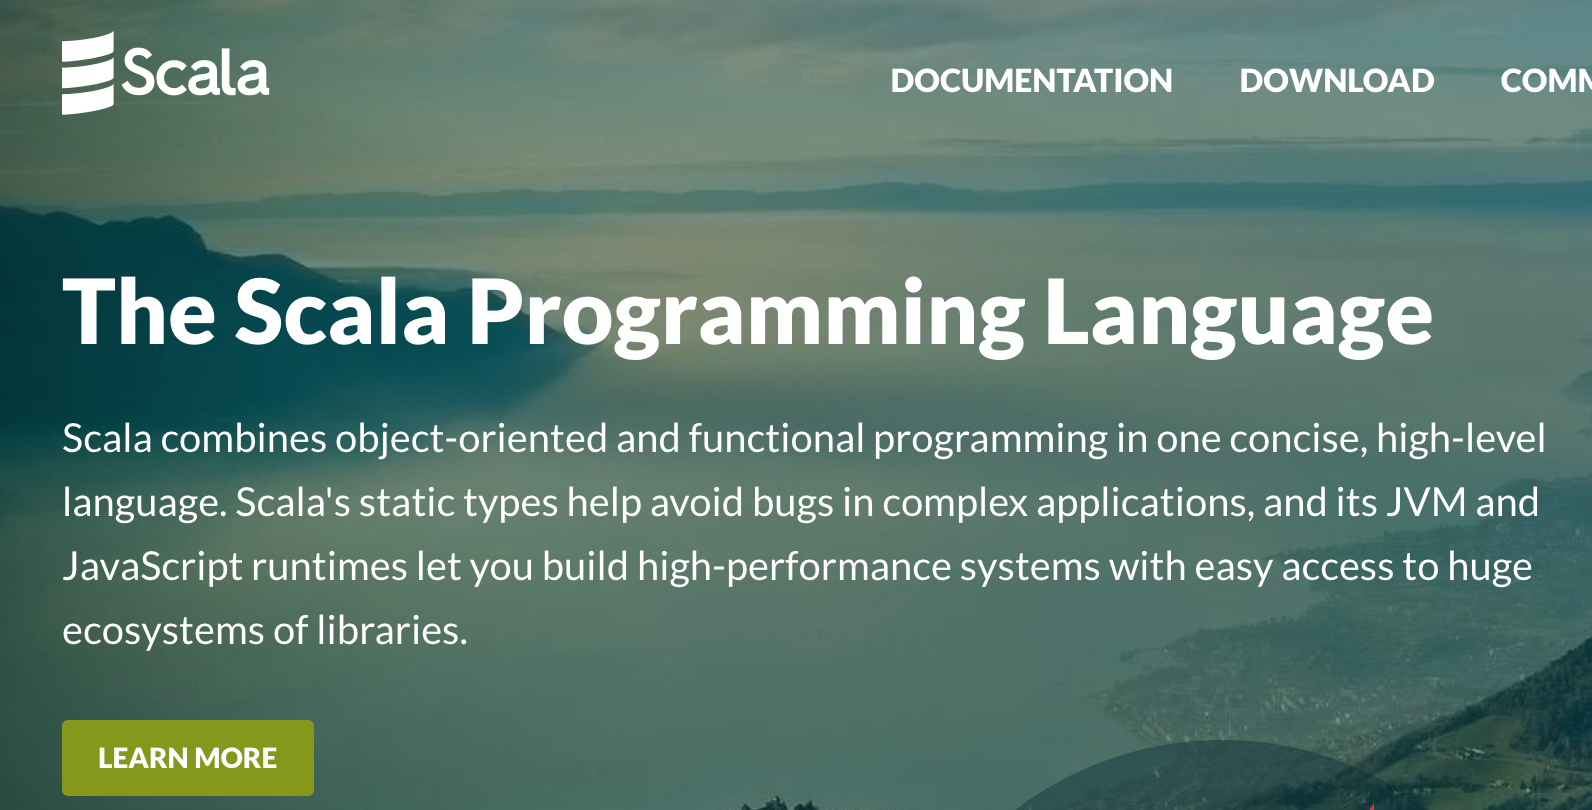 Scala
DOCUMENTATION DOWNLOAD
The Scala Programming Language
Scala combines object-oriented and functional programming in one concise, high-level
language. Scala's static types help avoid bugs in complex applications, and its JVM and
JavaScript runtimes let you build high-performance systems with easy access to huge
ecosystems of libraries.
LEARN MORE